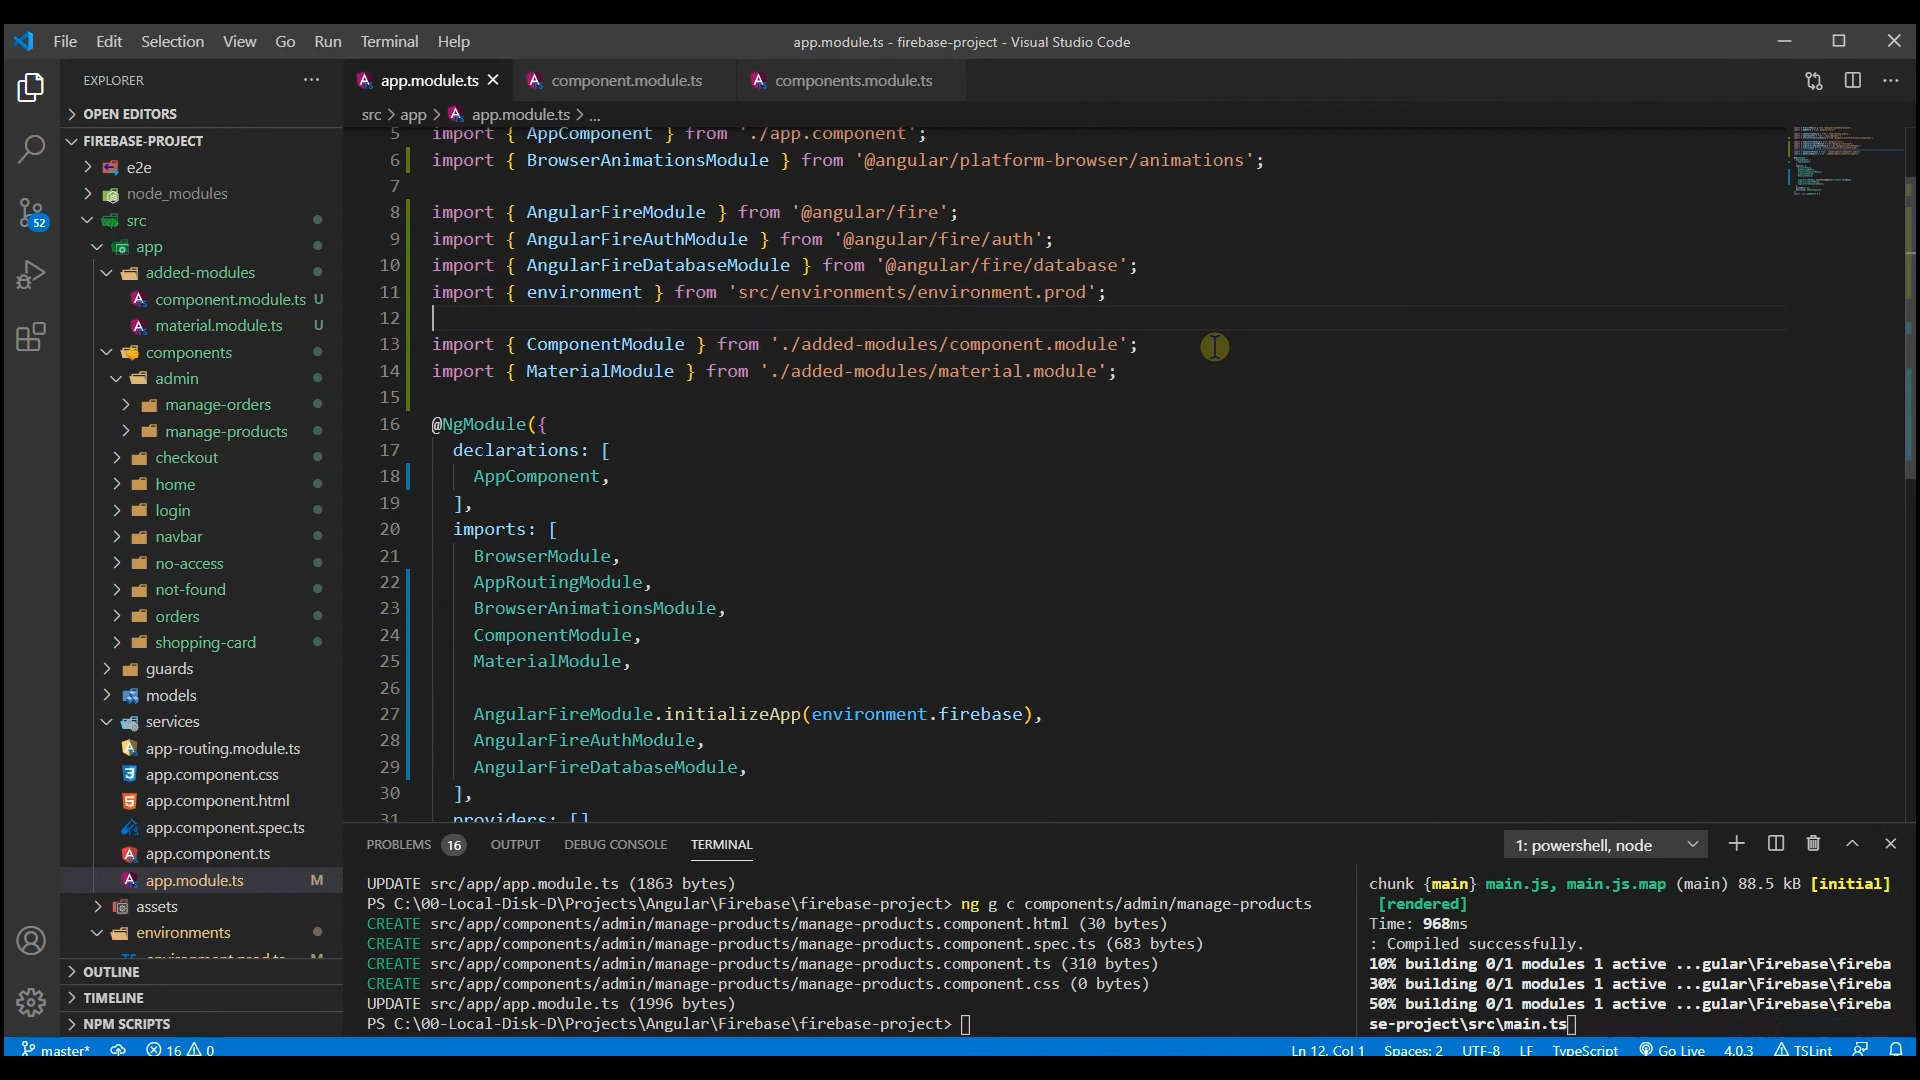 File Edit Selection View Go Run Terminal Help
app.module.ts - firebase-project - Visual Studio Code
EXPLORER
OPEN EDITORS
FIREBASE-PROJECT
e2e
node_modules
src
app
added-modules
component.module.ts U
material.module.ts U
components
admin
manage-orders
manage-products
checkout
home
login
navbar
no-access
not-found
orders
shopping-card
guards
models
services
app-routing.module.ts
app.component.css
app.component.html
app.component.spec.ts
app.component.ts
app.module.ts M
assets
environments
environment.prod.ts M
OUTLINE
TIMELINE
NPM SCRIPTS
52
app.module.ts
component.module.ts
components.module.ts
src > app > app.module.ts > ...
5 import { AppComponent } from './app.component';
6 import { BrowserAnimationsModule } from '@angular/platform-browser/animations';
7
8 import { AngularFireModule } from '@angular/fire';
9 import { AngularFireAuthModule } from '@angular/fire/auth';
10 import { AngularFireDatabaseModule } from '@angular/fire/database';
11 import { environment } from 'src/environments/environment.prod';
12
13 import { ComponentModule } from './added-modules/component.module';
14 import { MaterialModule } from './added-modules/material.module';
15
16 @NgModule({
17 declarations: [
18 AppComponent,
19 ],
20 imports: [
21 BrowserModule,
22 AppRoutingModule,
23 BrowserAnimationsModule,
24 ComponentModule,
25 MaterialModule,
26
27 AngularFireModule.initializeApp(environment.firebase),
28 AngularFireAuthModule,
29 AngularFireDatabaseModule,
30 ],
31 providers: []
PROBLEMS 16 OUTPUT DEBUG CONSOLE TERMINAL
1: powershell, node
UPDATE src/app/app.module.ts (1863 bytes)
PS C:\00-Local-Disk-D\Projects\Angular\Firebase\firebase-project> ng g c components/admin/manage-products
CREATE src/app/components/admin/manage-products/manage-products.component.html (30 bytes)
CREATE src/app/components/admin/manage-products/manage-products.component.spec.ts (683 bytes)
CREATE src/app/components/admin/manage-products/manage-products.component.ts (310 bytes)
CREATE src/app/components/admin/manage-products/manage-products.component.css (0 bytes)
UPDATE src/app/app.module.ts (1996 bytes)
PS C:\00-Local-Disk-D\Projects\Angular\Firebase\firebase-project>
chunk {main} main.js, main.js.map (main) 88.5 kB [initial]
[rendered]
Time: 968ms
: Compiled successfully.
10% building 0/1 modules 1 active ...gular\Firebase\fireba
30% building 0/1 modules 1 active ...gular\Firebase\fireba
50% building 0/1 modules 1 active ...gular\Firebase\fireba
se-project\src\main.ts
master* 16 0
Ln 12, Col 1 Spaces: 2 UTF-8 LF TypeScript Go Live 4.0.3 TSLint